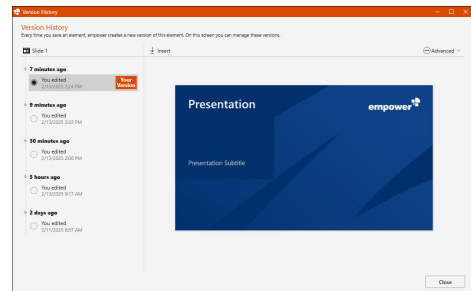 Version History
Version History
Every time you save an element, empower creates a new version of this element. On this screen you can manage these versions.
Slide 1
Insert
Advanced
7 minutes ago
You edited
2/13/2025 2:24 PM
Your
Version
9 minutes ago
You edited
2/13/2025 2:22 PM
30 minutes ago
You edited
2/13/2025 2:00 PM
5 hours ago
You edited
2/13/2025 9:17 AM
2 days ago
You edited
2/11/2025 8:57 AM
Presentation
empower
Presentation Subtitle
Close